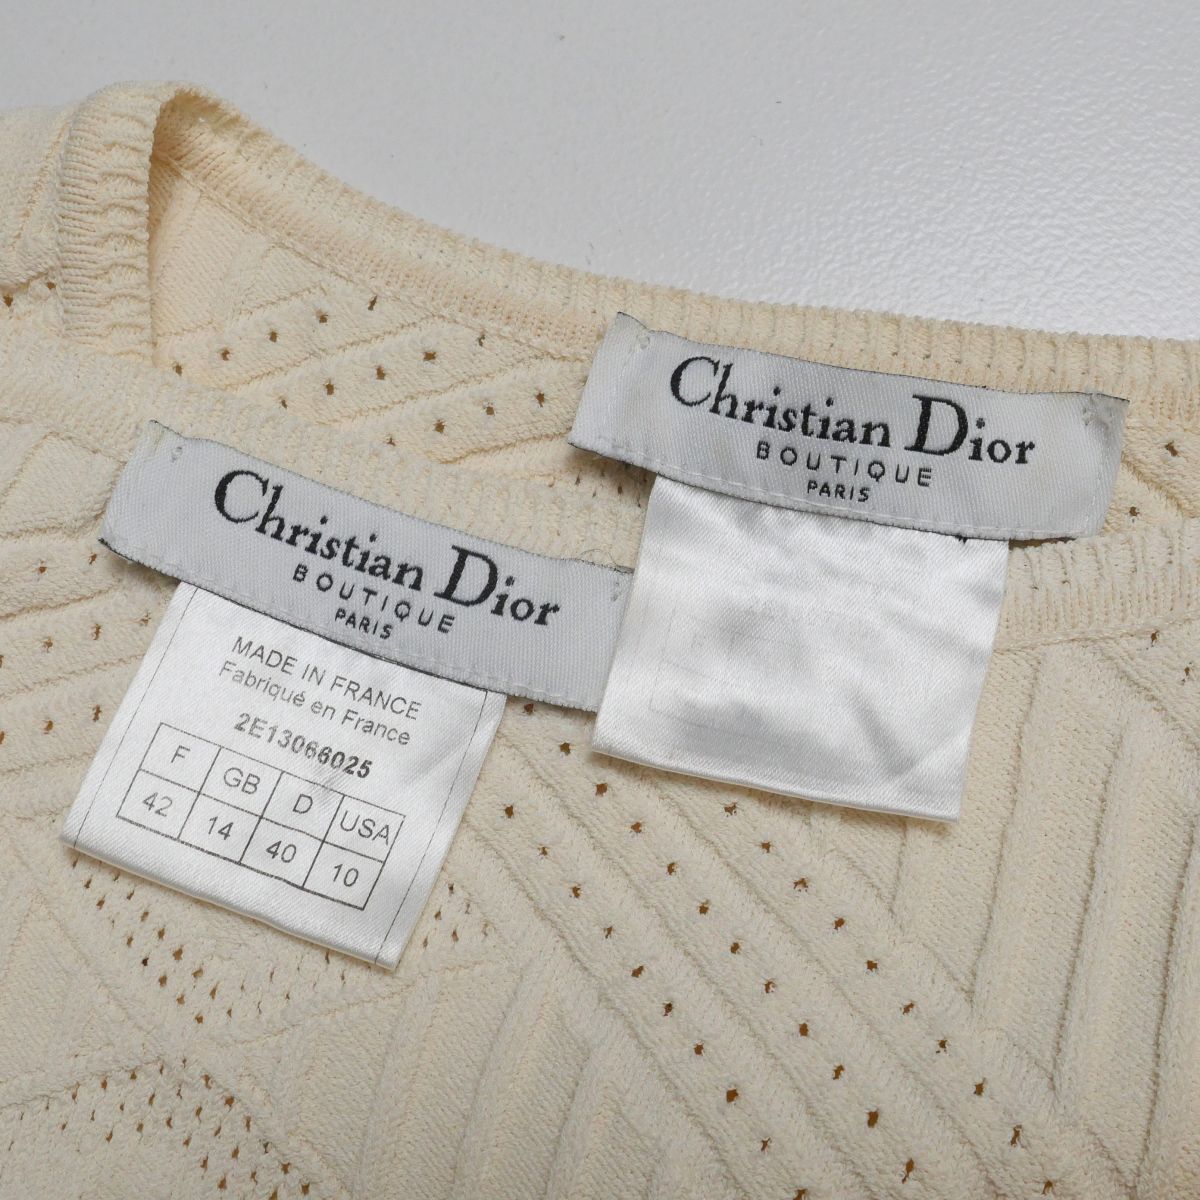 Christian Dior
BOUTIQUE
PARIS
MADE IN FRANCE
Fabriqué en France
2E13066025
F GB D USA
42 14 40 10
Christian Dior
BOUTIQUE
PARIS